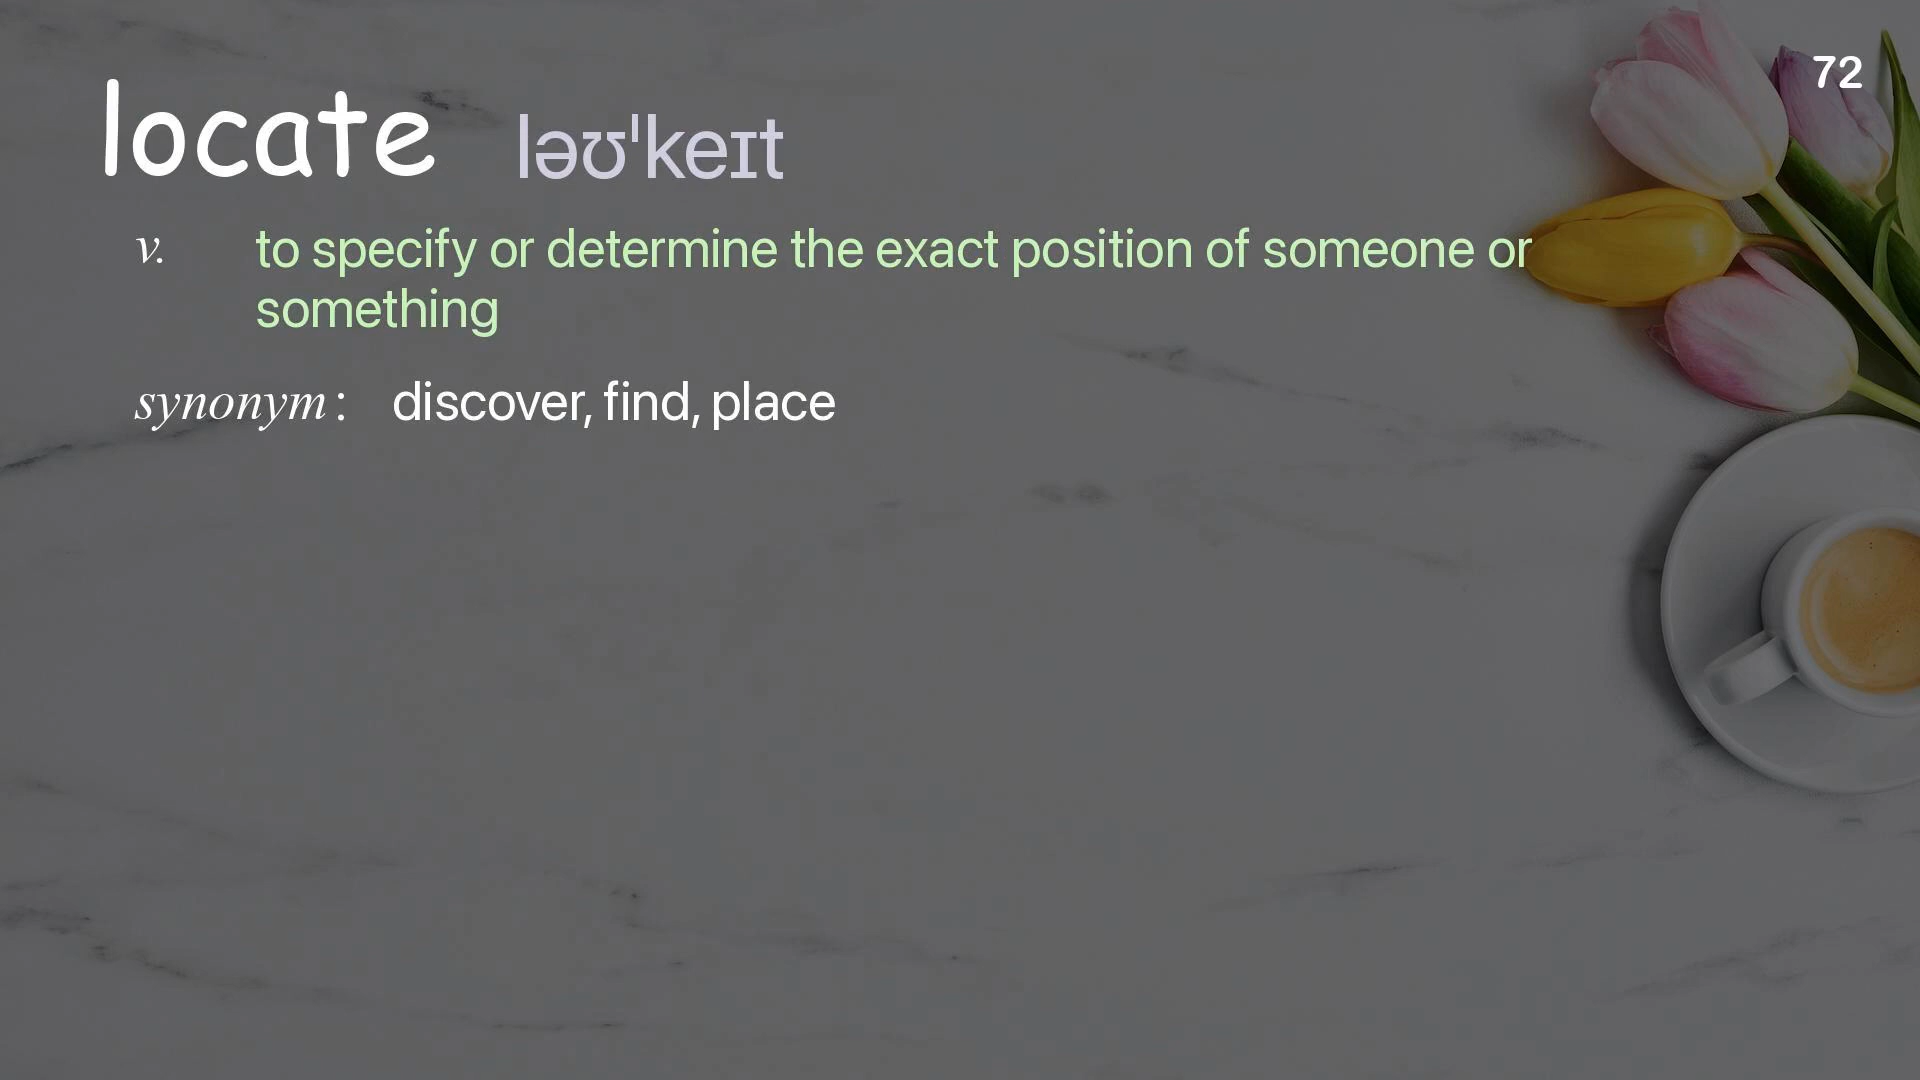 72
locate ləʊˈkeɪt
v. to specify or determine the exact position of someone or
something
synonym: discover, find, place